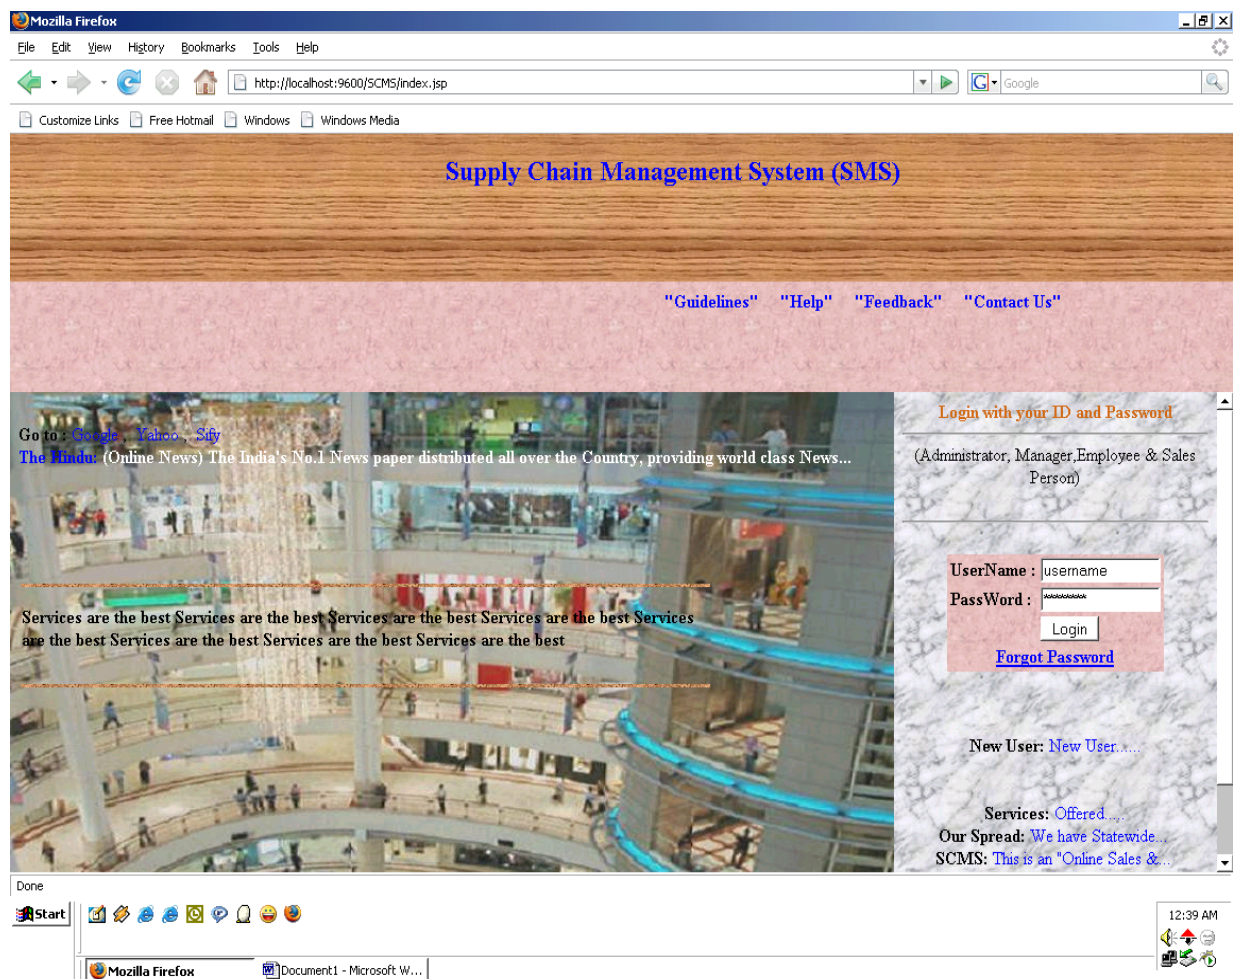 Mozilla Firefox
File Edit View History Bookmarks Tools Help
http://localhost:9600/SCMS/index.jsp
Google
Customize Links Free Hotmail Windows Windows Media
Supply Chain Management System (SMS)
"Guidelines" "Help" "Feedback" "Contact Us"
Go to : Google , Yahoo , Sify
The Hindu: (Online News) The India's No.1 News paper distributed all over the Country, providing world class News...
Services are the best Services are the best Services are the best Services are the best Services
are the best Services are the best Services are the best Services are the best
Login with your ID and Password
(Administrator, Manager,Employee & Sales
Person)
UserName : username
PassWord : ********
Login
Forgot Password
New User: New User......
Services: Offered....
Our Spread: We have Statewide...
SCMS: This is an "Online Sales &...
Done
Start
12:39 AM
Mozilla Firefox
Document1 - Microsoft W...